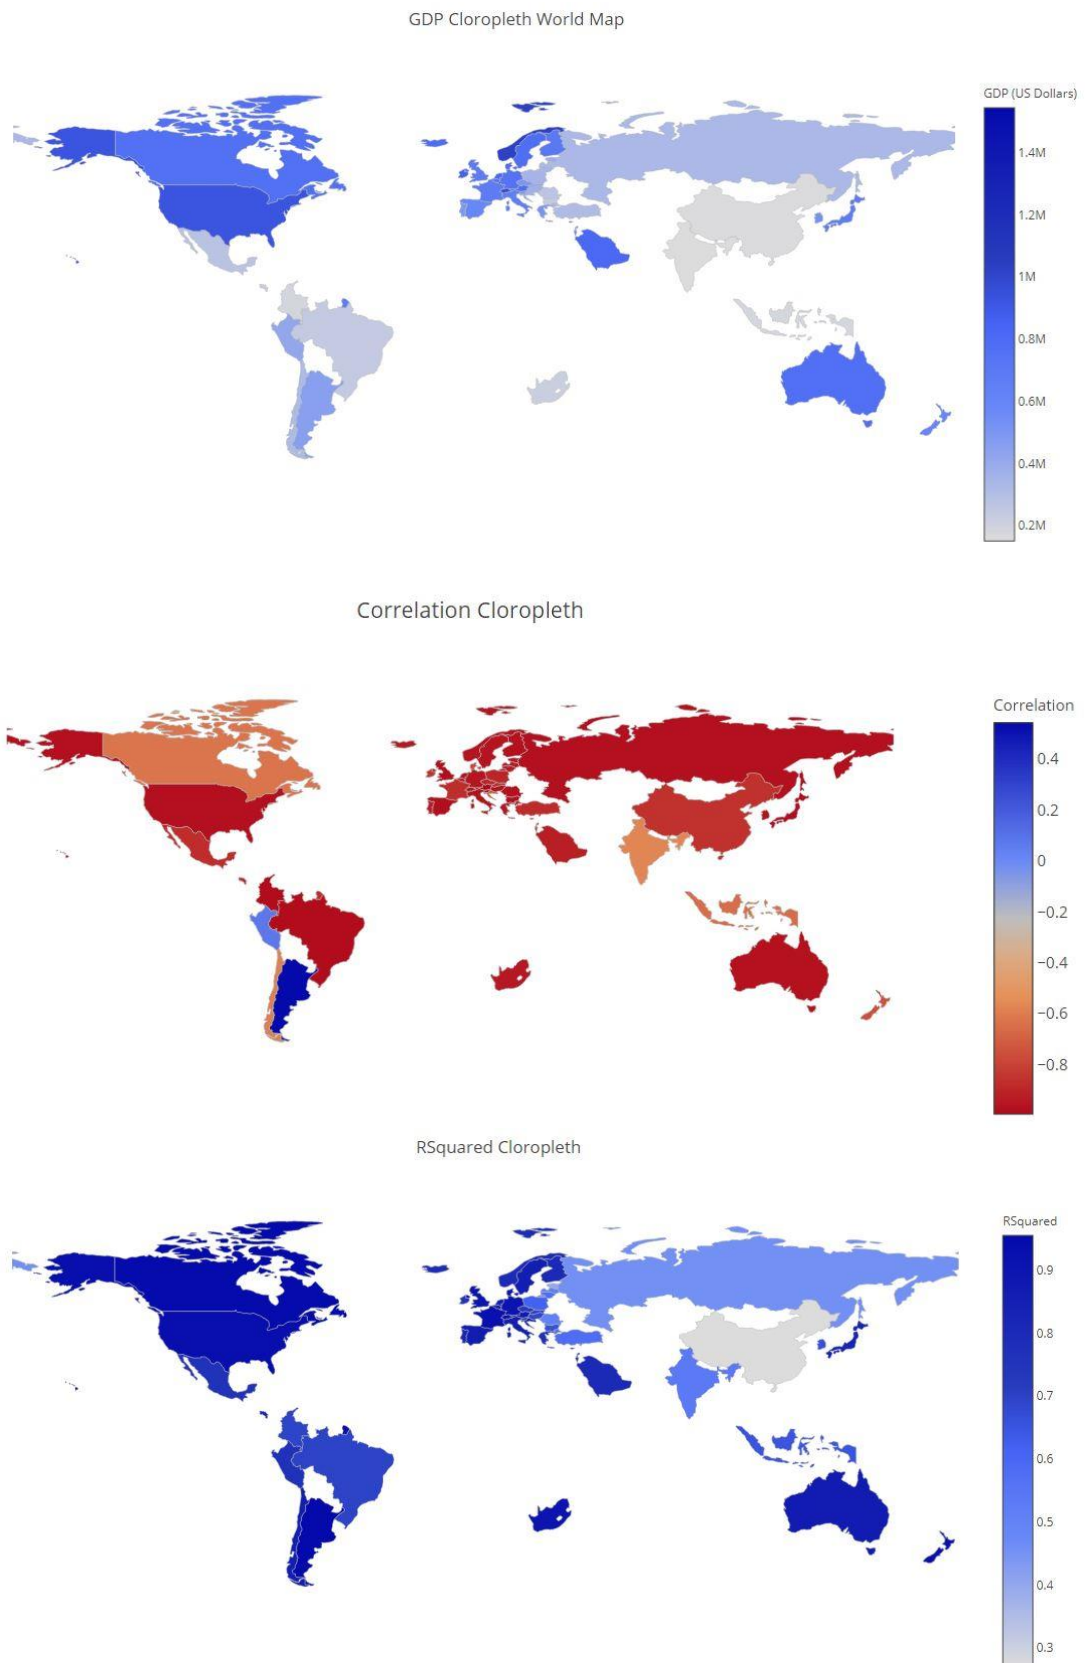 GDP Cloropleth World Map
GDP (US Dollars)
1.4M
1.2M
1M
0.8M
0.6M
0.4M
0.2M
Correlation Cloropleth
Correlation
0.4
0.2
0
−0.2
−0.4
−0.6
−0.8
RSquared Cloropleth
RSquared
0.9
0.8
0.7
0.6
0.5
0.4
0.3